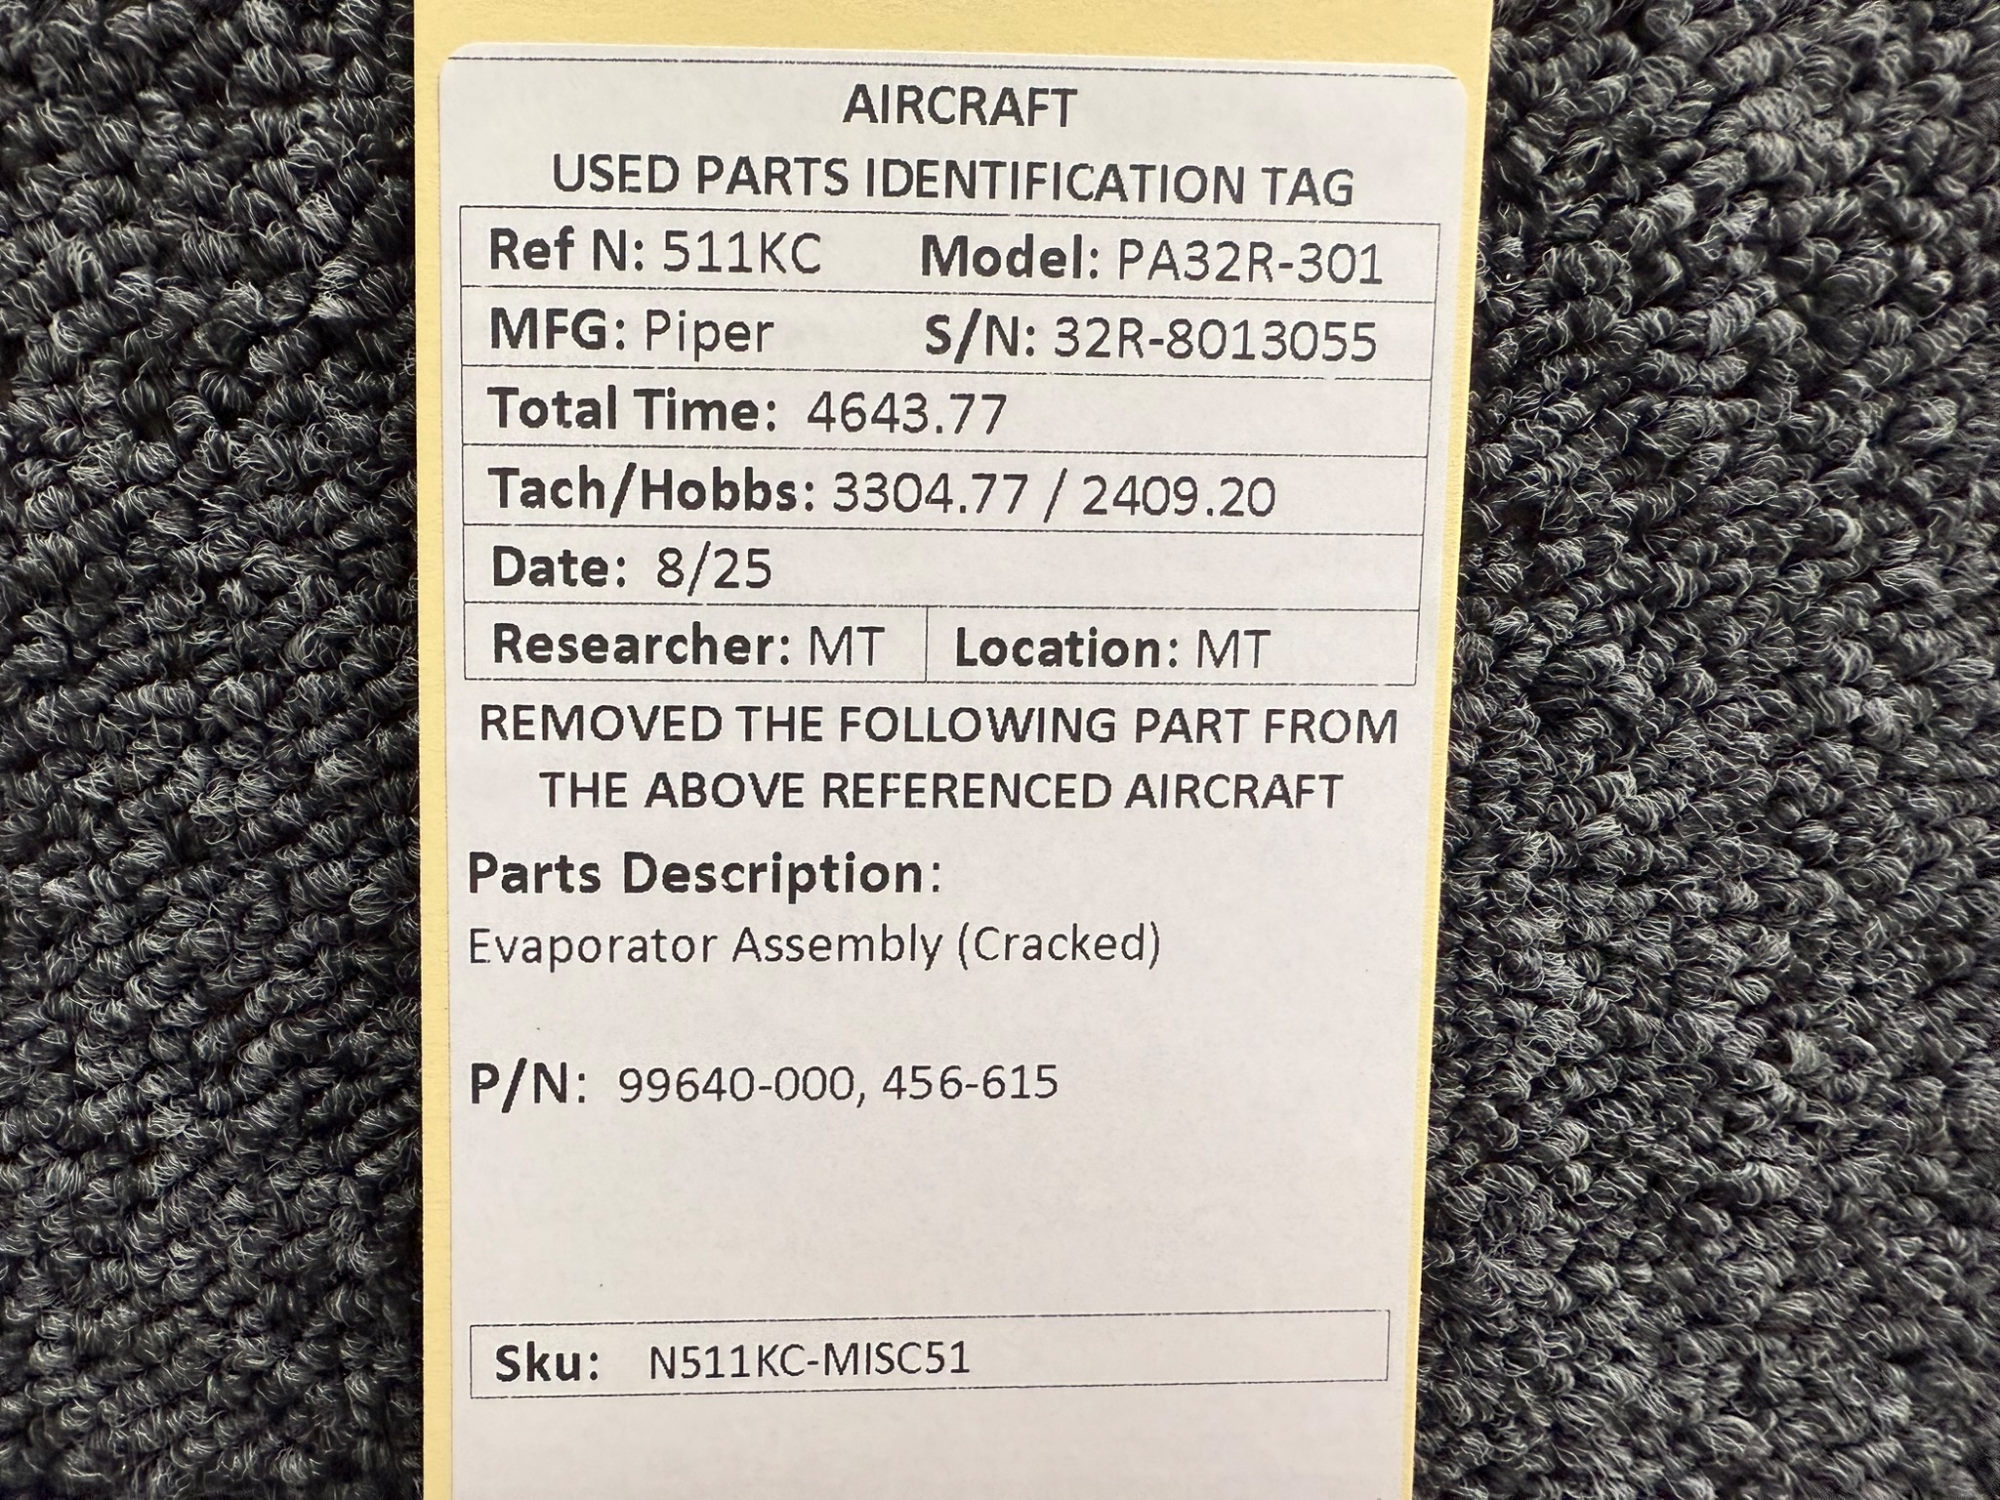 AIRCRAFT
USED PARTS IDENTIFICATION TAG
Ref N: 511KC Model: PA32R-301
MFG: Piper S/N: 32R-8013055
Total Time: 4643.77
Tach/Hobbs: 3304.77 / 2409.20
Date: 8/25
Researcher: MT Location: MT
REMOVED THE FOLLOWING PART FROM
THE ABOVE REFERENCED AIRCRAFT
Parts Description:
Evaporator Assembly (Cracked)
P/N: 99640-000, 456-615
Sku: N511KC-MISC51